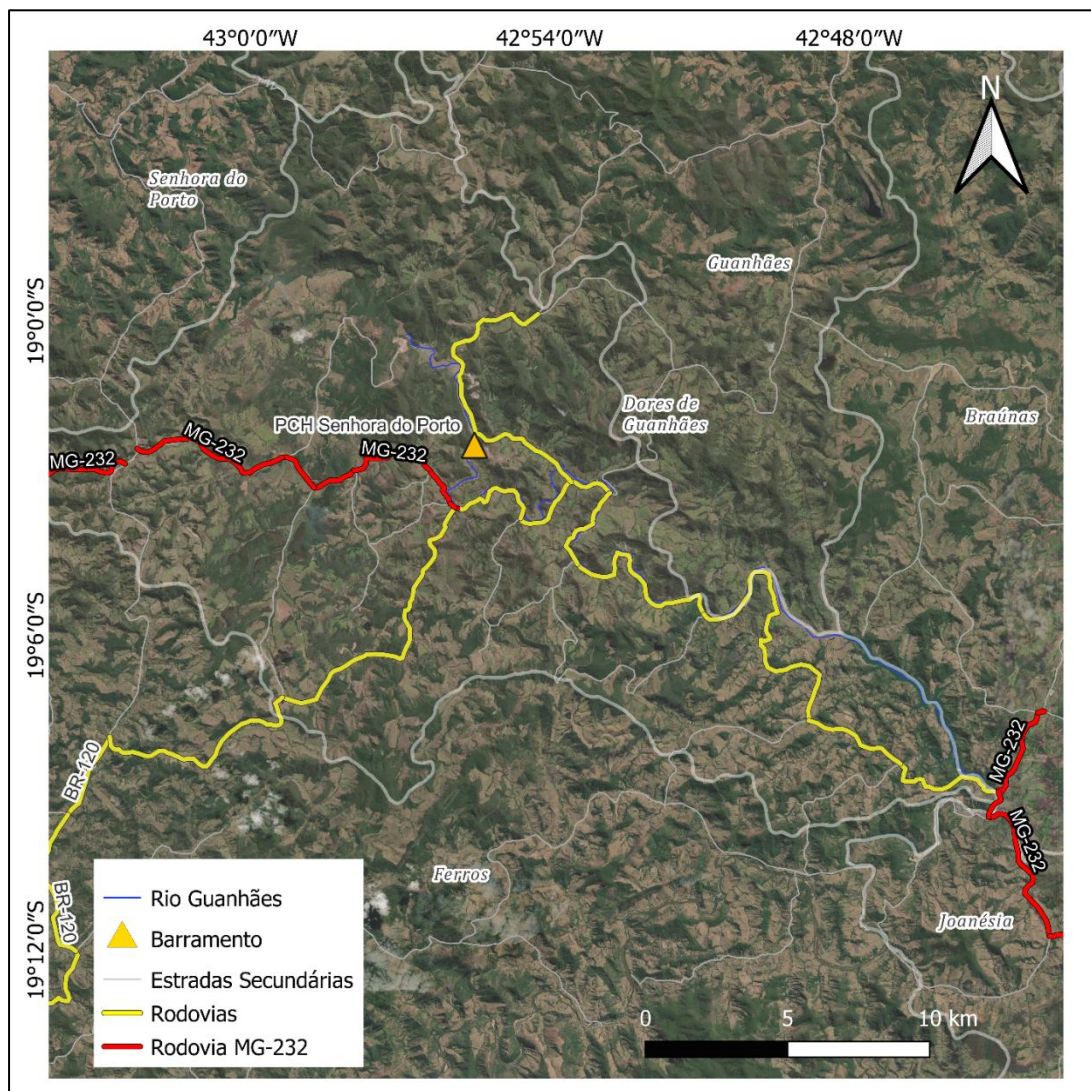 43°0′0″W
42°54′0″W
42°48′0″W
N
Senhora do
Porto
Guanhães
19°0′0″S
Dores de
Guanhães
Braúnas
PCH Senhora do Porto
MG-232
MG-232
MG-232
19°6′0″S
BR-120
MG-232
MG-232
Ferros
Joanésia
BR-120
19°12′0″S
Rio Guanhães
Barramento
Estradas Secundárias
Rodovias
Rodovia MG-232
0
5
10 km